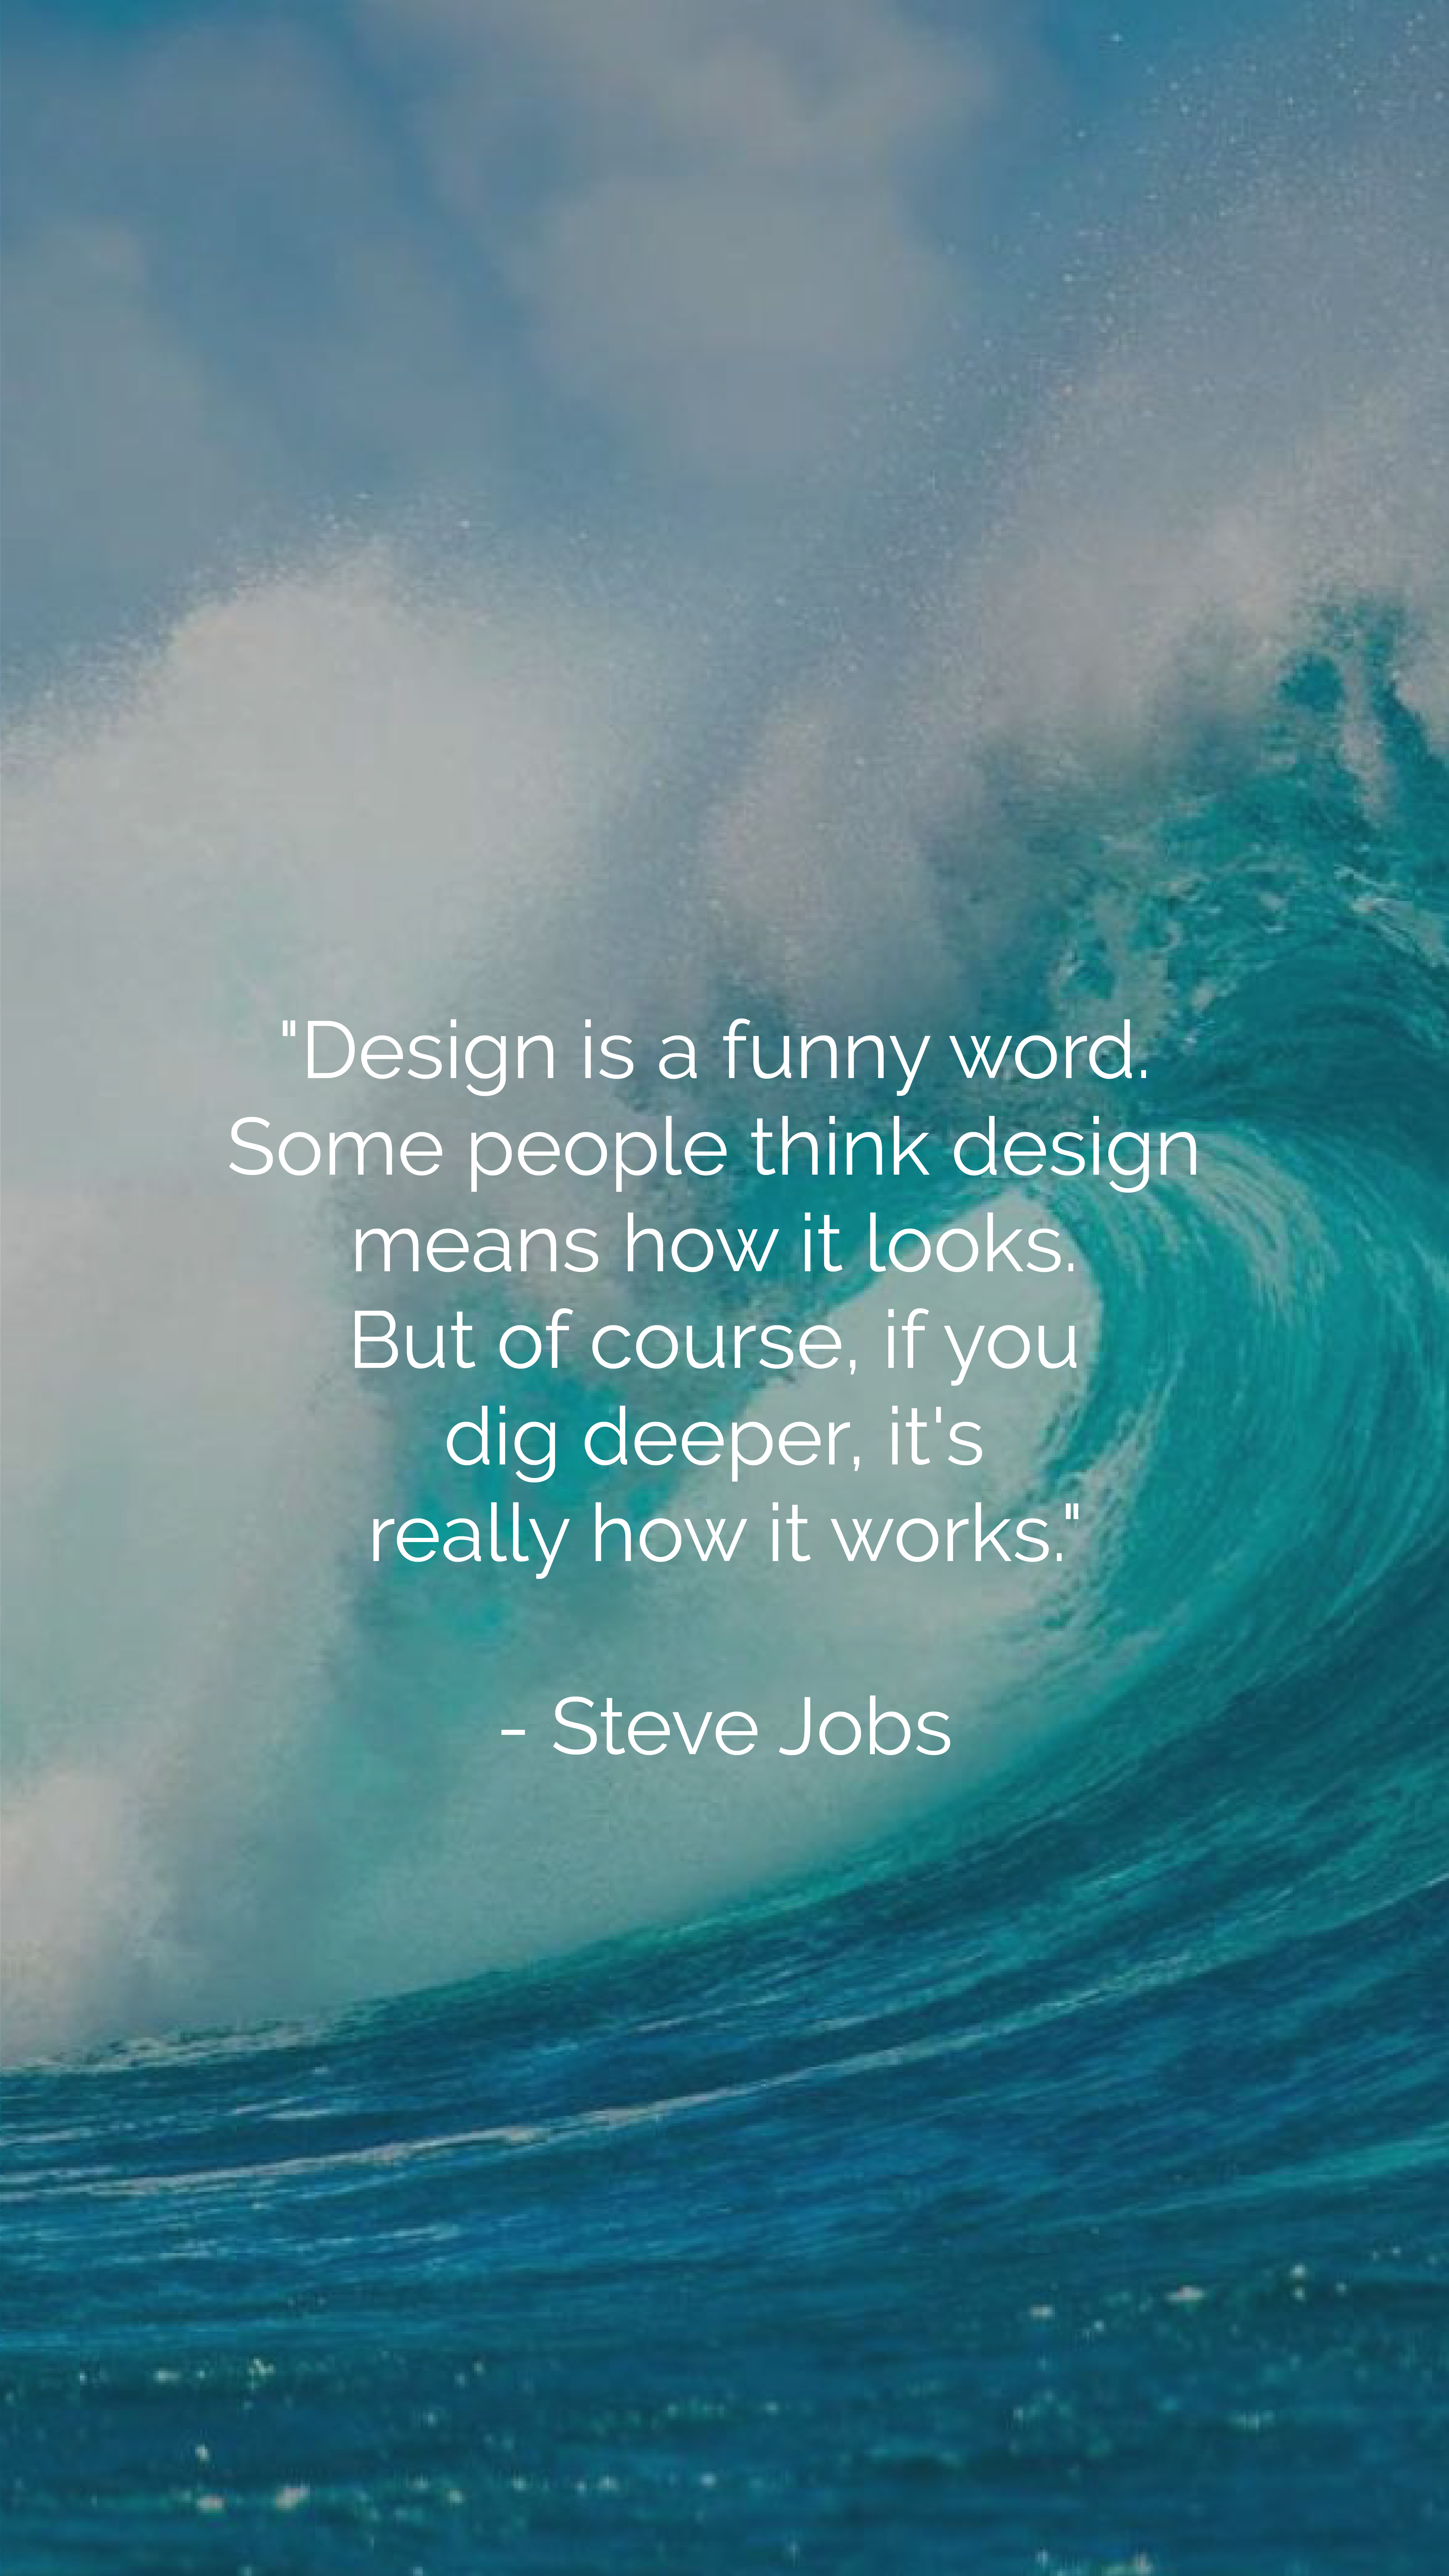 "Design is a funny word.
Some people think design
means how it looks.
But of course, if you
dig deeper, it's
really how it works."
- Steve Jobs